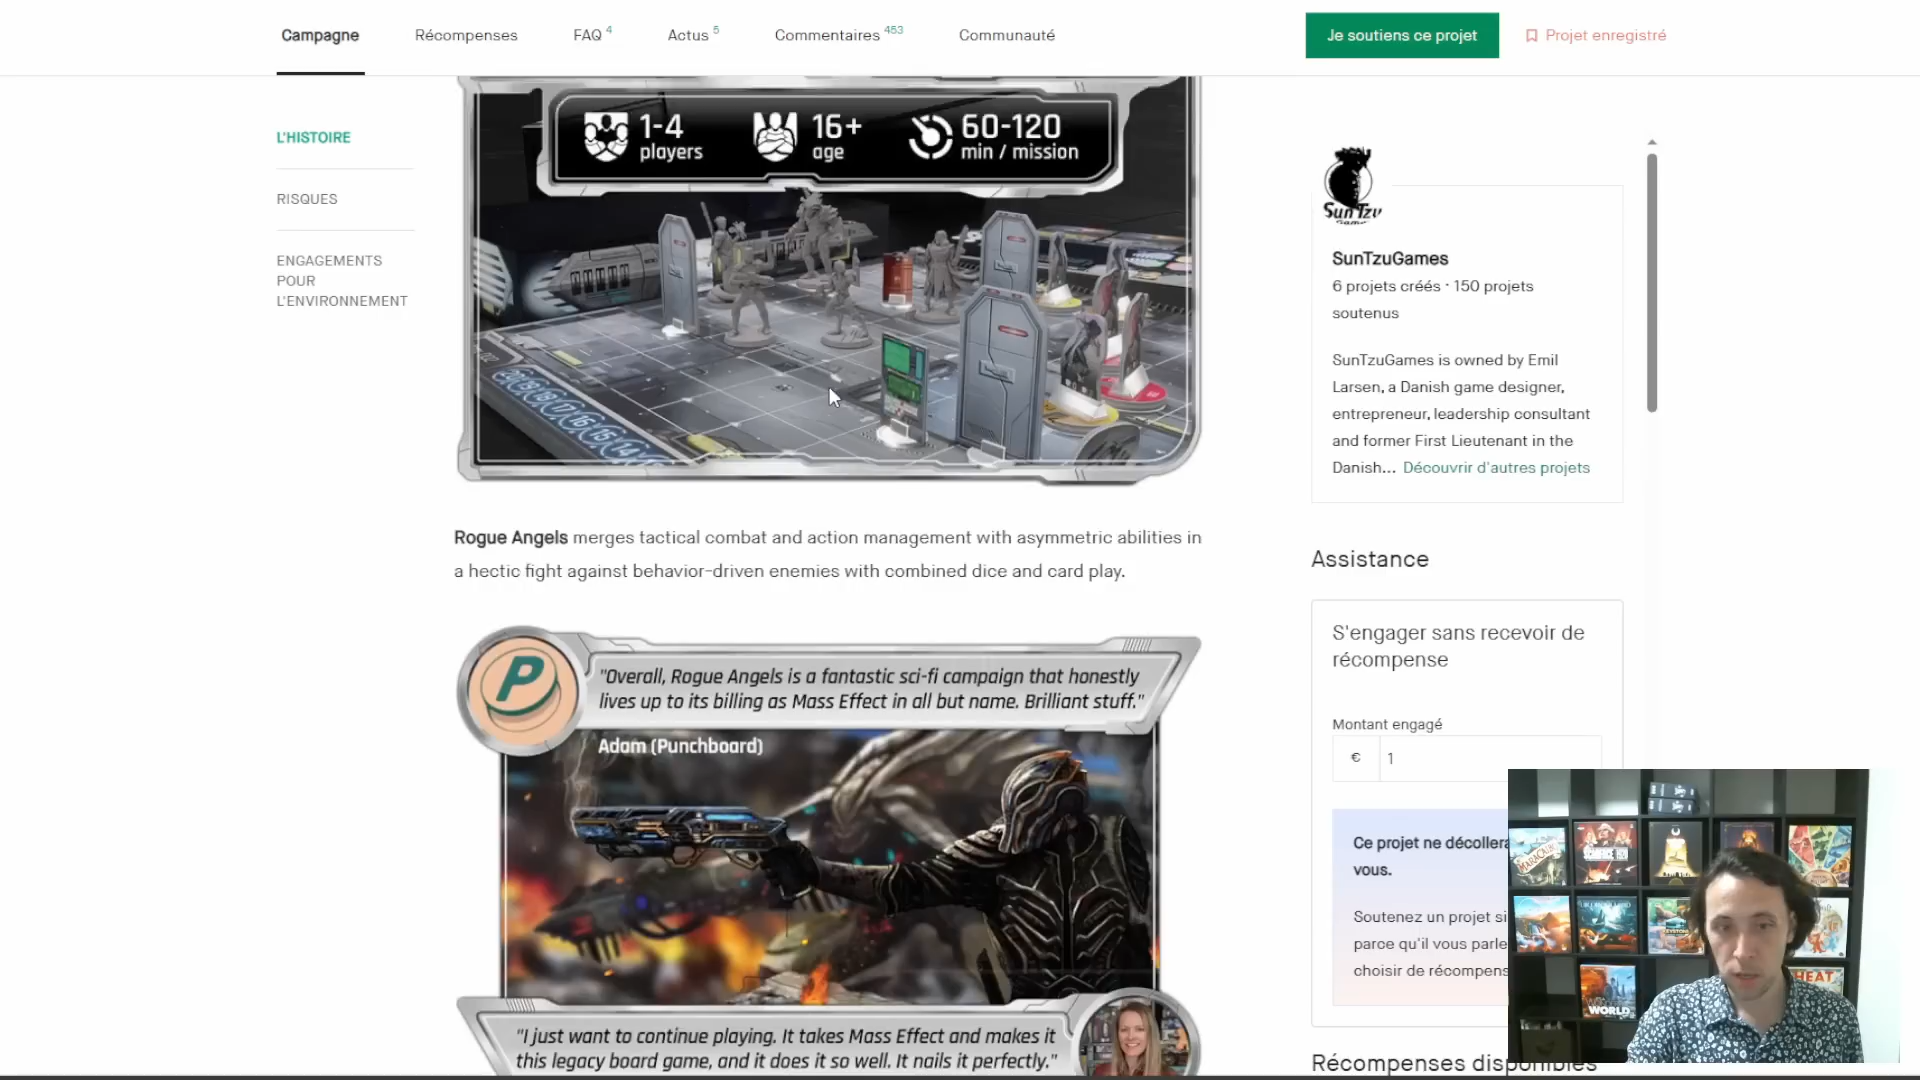 Campagne
Récompenses
FAQ 4
Actus 5
Commentaires 453
Communauté
Je soutiens ce projet
Projet enregistré
L'HISTOIRE
RISQUES
ENGAGEMENTS
POUR
L'ENVIRONNEMENT
1-4
players
16+
age
60-120
min / mission
Rogue Angels merges tactical combat and action management with asymmetric abilities in
a hectic fight against behavior-driven enemies with combined dice and card play.
P
"Overall, Rogue Angels is a fantastic sci-fi campaign that honestly
lives up to its billing as Mass Effect in all but name. Brilliant stuff."
Adam (Punchboard)
"I just want to continue playing. It takes Mass Effect and makes it
this legacy board game, and it does it so well. It nails it perfectly."
Sun Tzu
Games
SunTzuGames
6 projets créés · 150 projets
soutenus
SunTzuGames is owned by Emil
Larsen, a Danish game designer,
entrepreneur, leadership consultant
and former First Lieutenant in the
Danish... Découvrir d'autres projets
Assistance
S'engager sans recevoir de
récompense
Montant engagé
€ 1
Ce projet ne décollera
vous.
Soutenez un projet si
parce qu'il vous parle
choisir de récompens
Récompenses disponibles
MARACAIBO
HEAT
WORLD